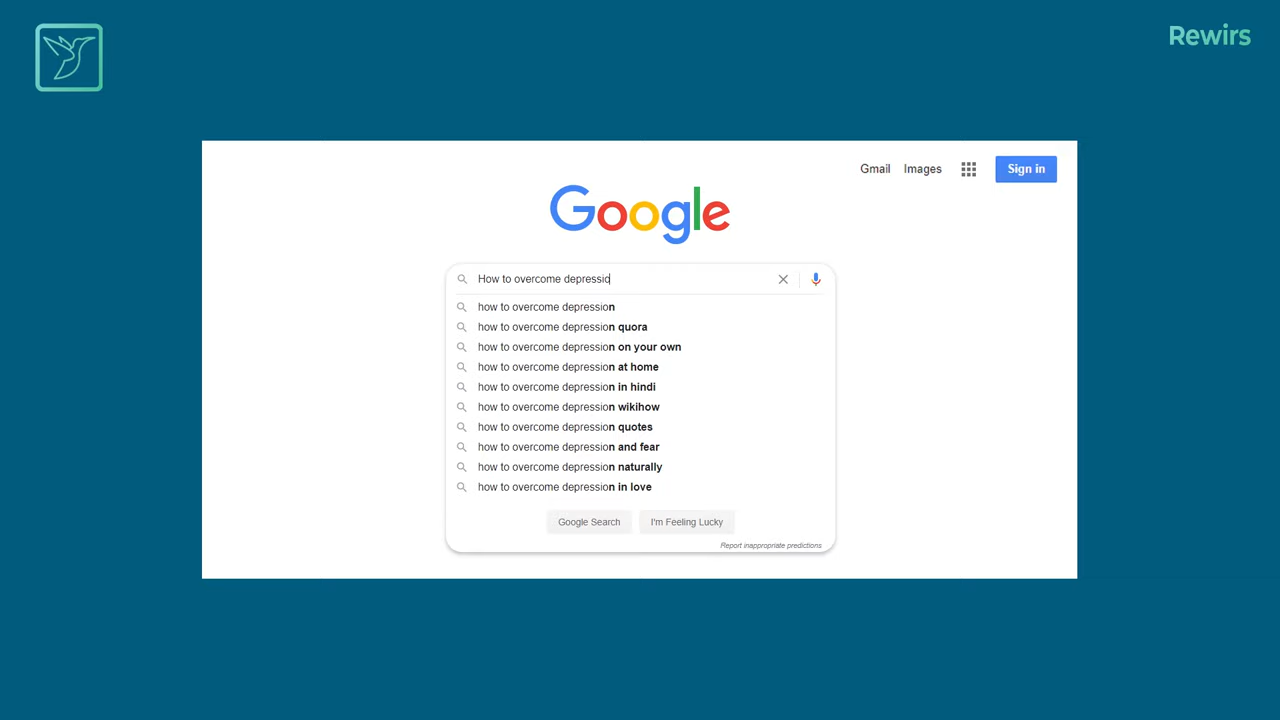 Rewirs
Gmail Images Sign in
Google
How to overcome depressio
how to overcome depression
how to overcome depression quora
how to overcome depression on your own
how to overcome depression at home
how to overcome depression in hindi
how to overcome depression wikihow
how to overcome depression quotes
how to overcome depression and fear
how to overcome depression naturally
how to overcome depression in love
Google Search I'm Feeling Lucky
Report inappropriate predictions